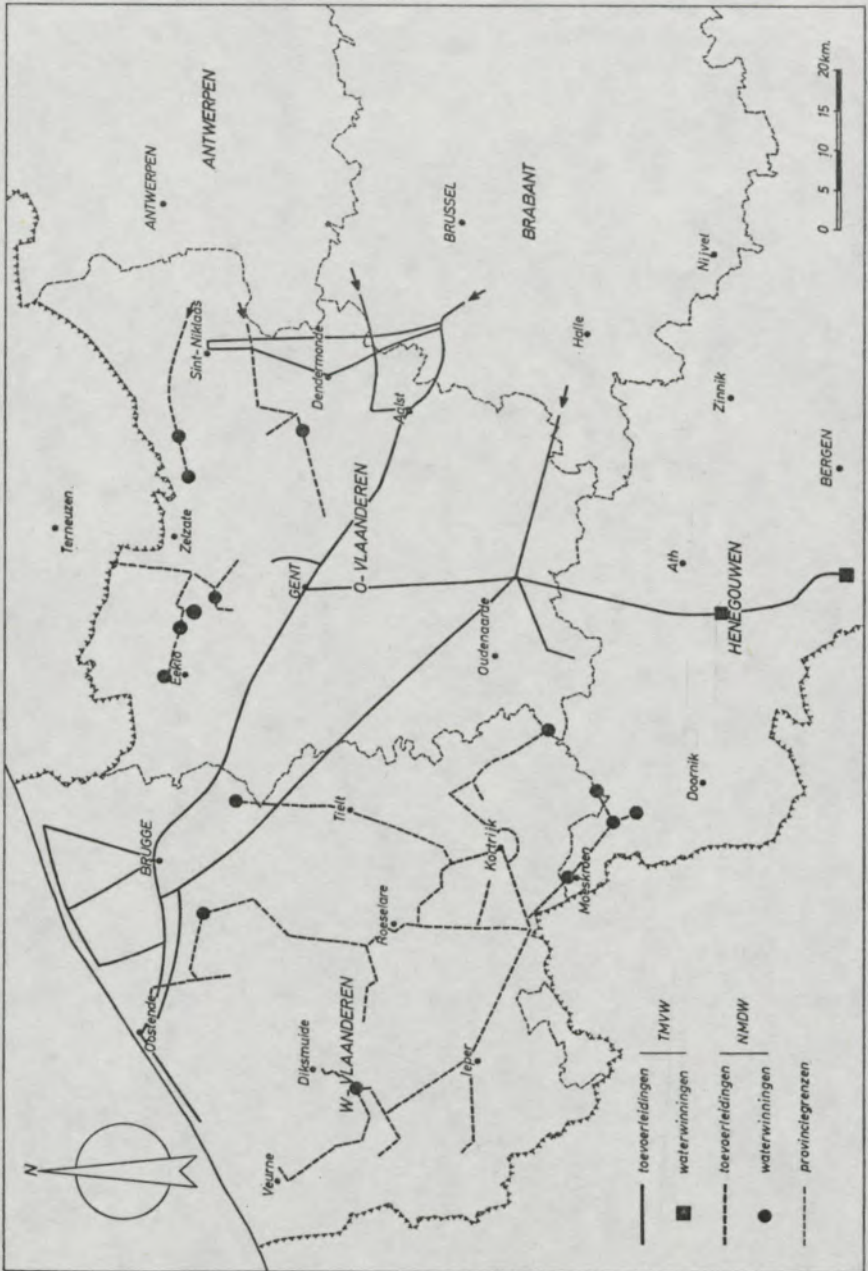 N
ANTWERPEN
ANTWERPEN
Terneuzen
Zelzate
Sint-Niklaas
Eeklo
BRUGGE
Oostende
Dendermonde
GENT
O-VLAANDEREN
Aalst
BRUSSEL
BRABANT
Veurne
Diksmuide
W-VLAANDEREN
Roeselare
Tielt
Ieper
Kortrijk
Oudenaarde
Halle
Moeskroen
Doornik
Ath
HENEGOUWEN
Zinnik
Nijvel
BERGEN
toevoerleidingen
waterwinningen
TMVW
toevoerleidingen
waterwinningen
NMDW
provinciegrenzen
0 5 10 15 20km.